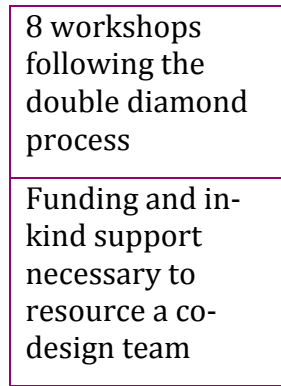 8 workshops
following the
double diamond
process
Funding and in-
kind support
necessary to
resource a co-
design team